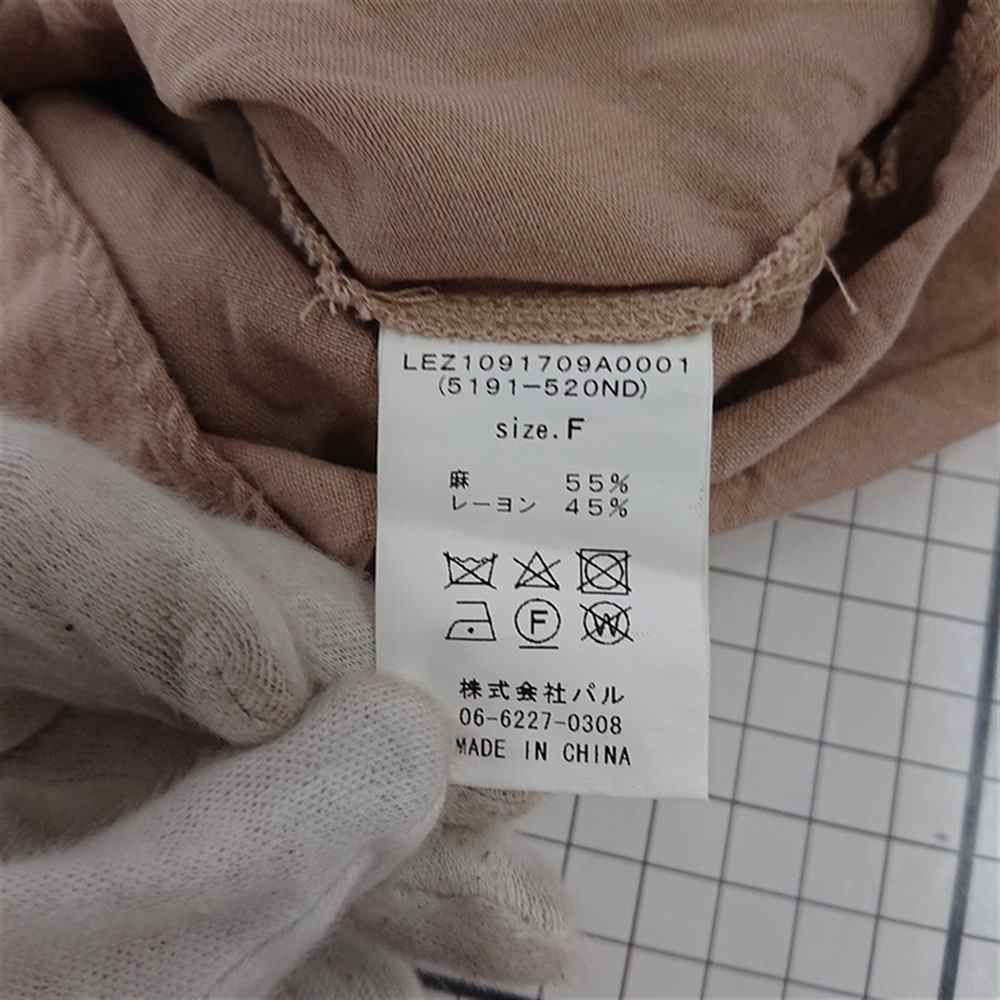 LEZ1091709A0001
(5191-520ND)
size.F
麻 55%
レーヨン 45%
F W
株式会社パル
06-6227-0308
MADE IN CHINA